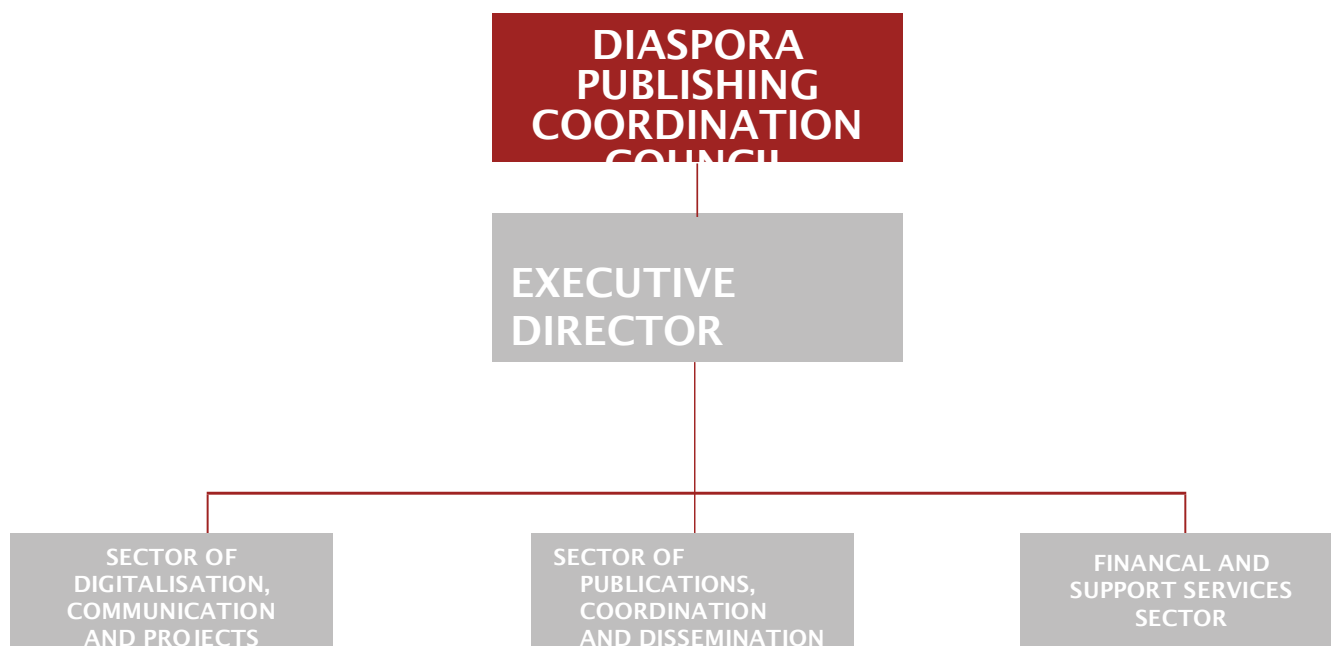 DIASPORA
PUBLISHING
COORDINATION
COUNCIL
EXECUTIVE
DIRECTOR
SECTOR OF
DIGITALISATION,
COMMUNICATION
AND PROJECTS
SECTOR OF
PUBLICATIONS,
COORDINATION
AND DISSEMINATION
FINANCAL AND
SUPPORT SERVICES
SECTOR